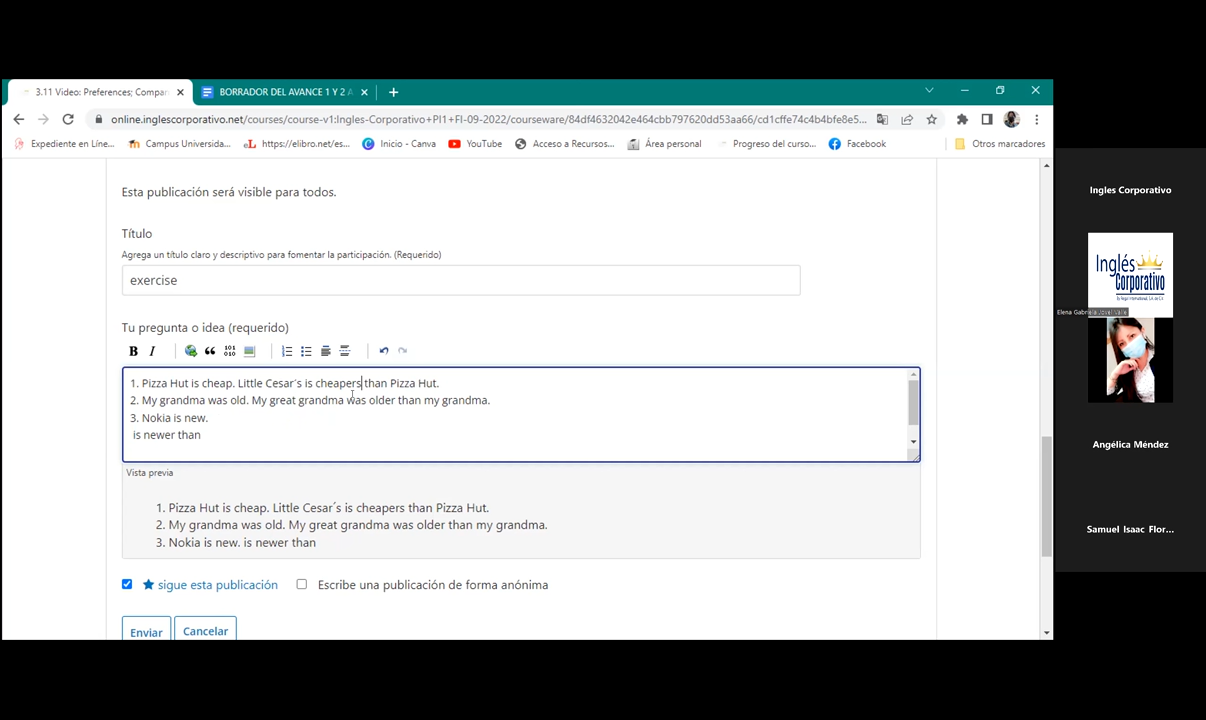 3.11 Video: Preferences; Compar
BORRADOR DEL AVANCE 1 Y 2 A
online.inglescorporativo.net/courses/course-v1:Ingles-Corporativo+PI1+FI-09-2022/courseware/84df4632042e464cbb797620dd53aa66/cd1cffe74c4b4bfe8e5...
Expediente en Líne...
Campus Universida...
https://elibro.net/es...
Inicio - Canva
YouTube
Acceso a Recursos...
Área personal
Progreso del curso...
Facebook
Otros marcadores
Esta publicación será visible para todos.
Título
Agrega un título claro y descriptivo para fomentar la participación. (Requerido)
exercise
Tu pregunta o idea (requerido)
B I
1. Pizza Hut is cheap. Little Cesar´s is cheapers than Pizza Hut.
2. My grandma was old. My great grandma was older than my grandma.
3. Nokia is new.
is newer than
Vista previa
1. Pizza Hut is cheap. Little Cesar´s is cheapers than Pizza Hut.
2. My grandma was old. My great grandma was older than my grandma.
3. Nokia is new. is newer than
sigue esta publicación
Escribe una publicación de forma anónima
Enviar
Cancelar
Ingles Corporativo
Inglés
Corporativo
Elena Gabriela Jovel Valle
Angélica Méndez
Samuel Isaac Flor...